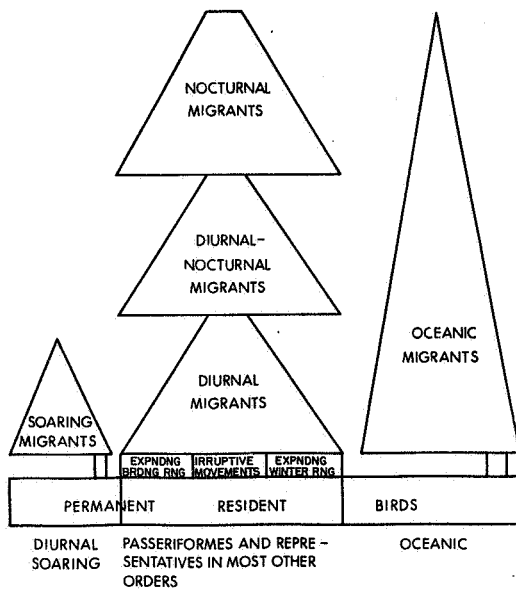 NOCTURNAL
MIGRANTS
DIURNAL-
NOCTURNAL
MIGRANTS
OCEANIC
MIGRANTS
DIURNAL
MIGRANTS
SOARING
MIGRANTS
EXPNDNG
BRDNG RNG
IRRUPTIVE
MOVEMENTS
EXPNDNG
WINTER RNG
PERMANENT RESIDENT BIRDS
DIURNAL
SOARING
PASSERIFORMES AND REPRE-
SENTATIVES IN MOST OTHER
ORDERS
OCEANIC